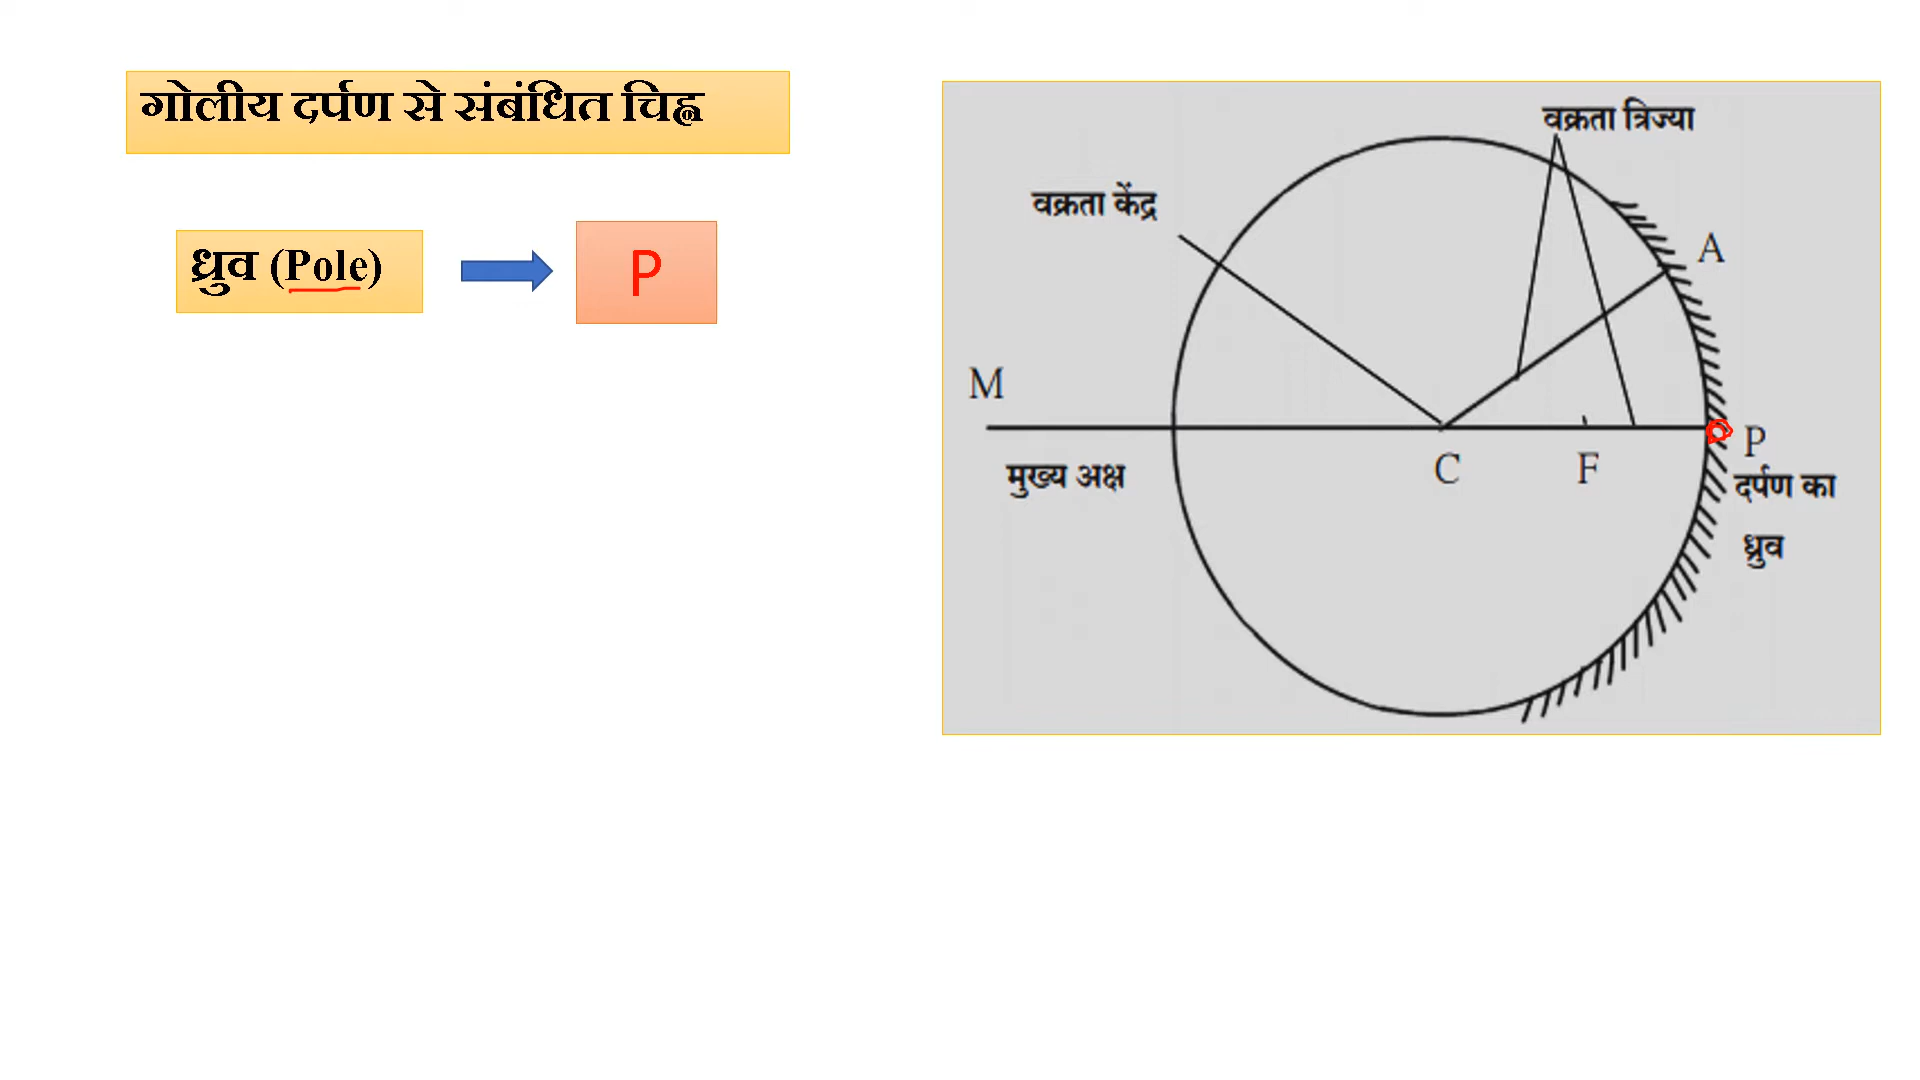 गोलीय दर्पण से संबंधित चिह्न
ध्रुव (Pole)
P
वक्रता त्रिज्या
वक्रता केंद्र
A
M
P
मुख्य अक्ष
C
F
दर्पण का
ध्रुव